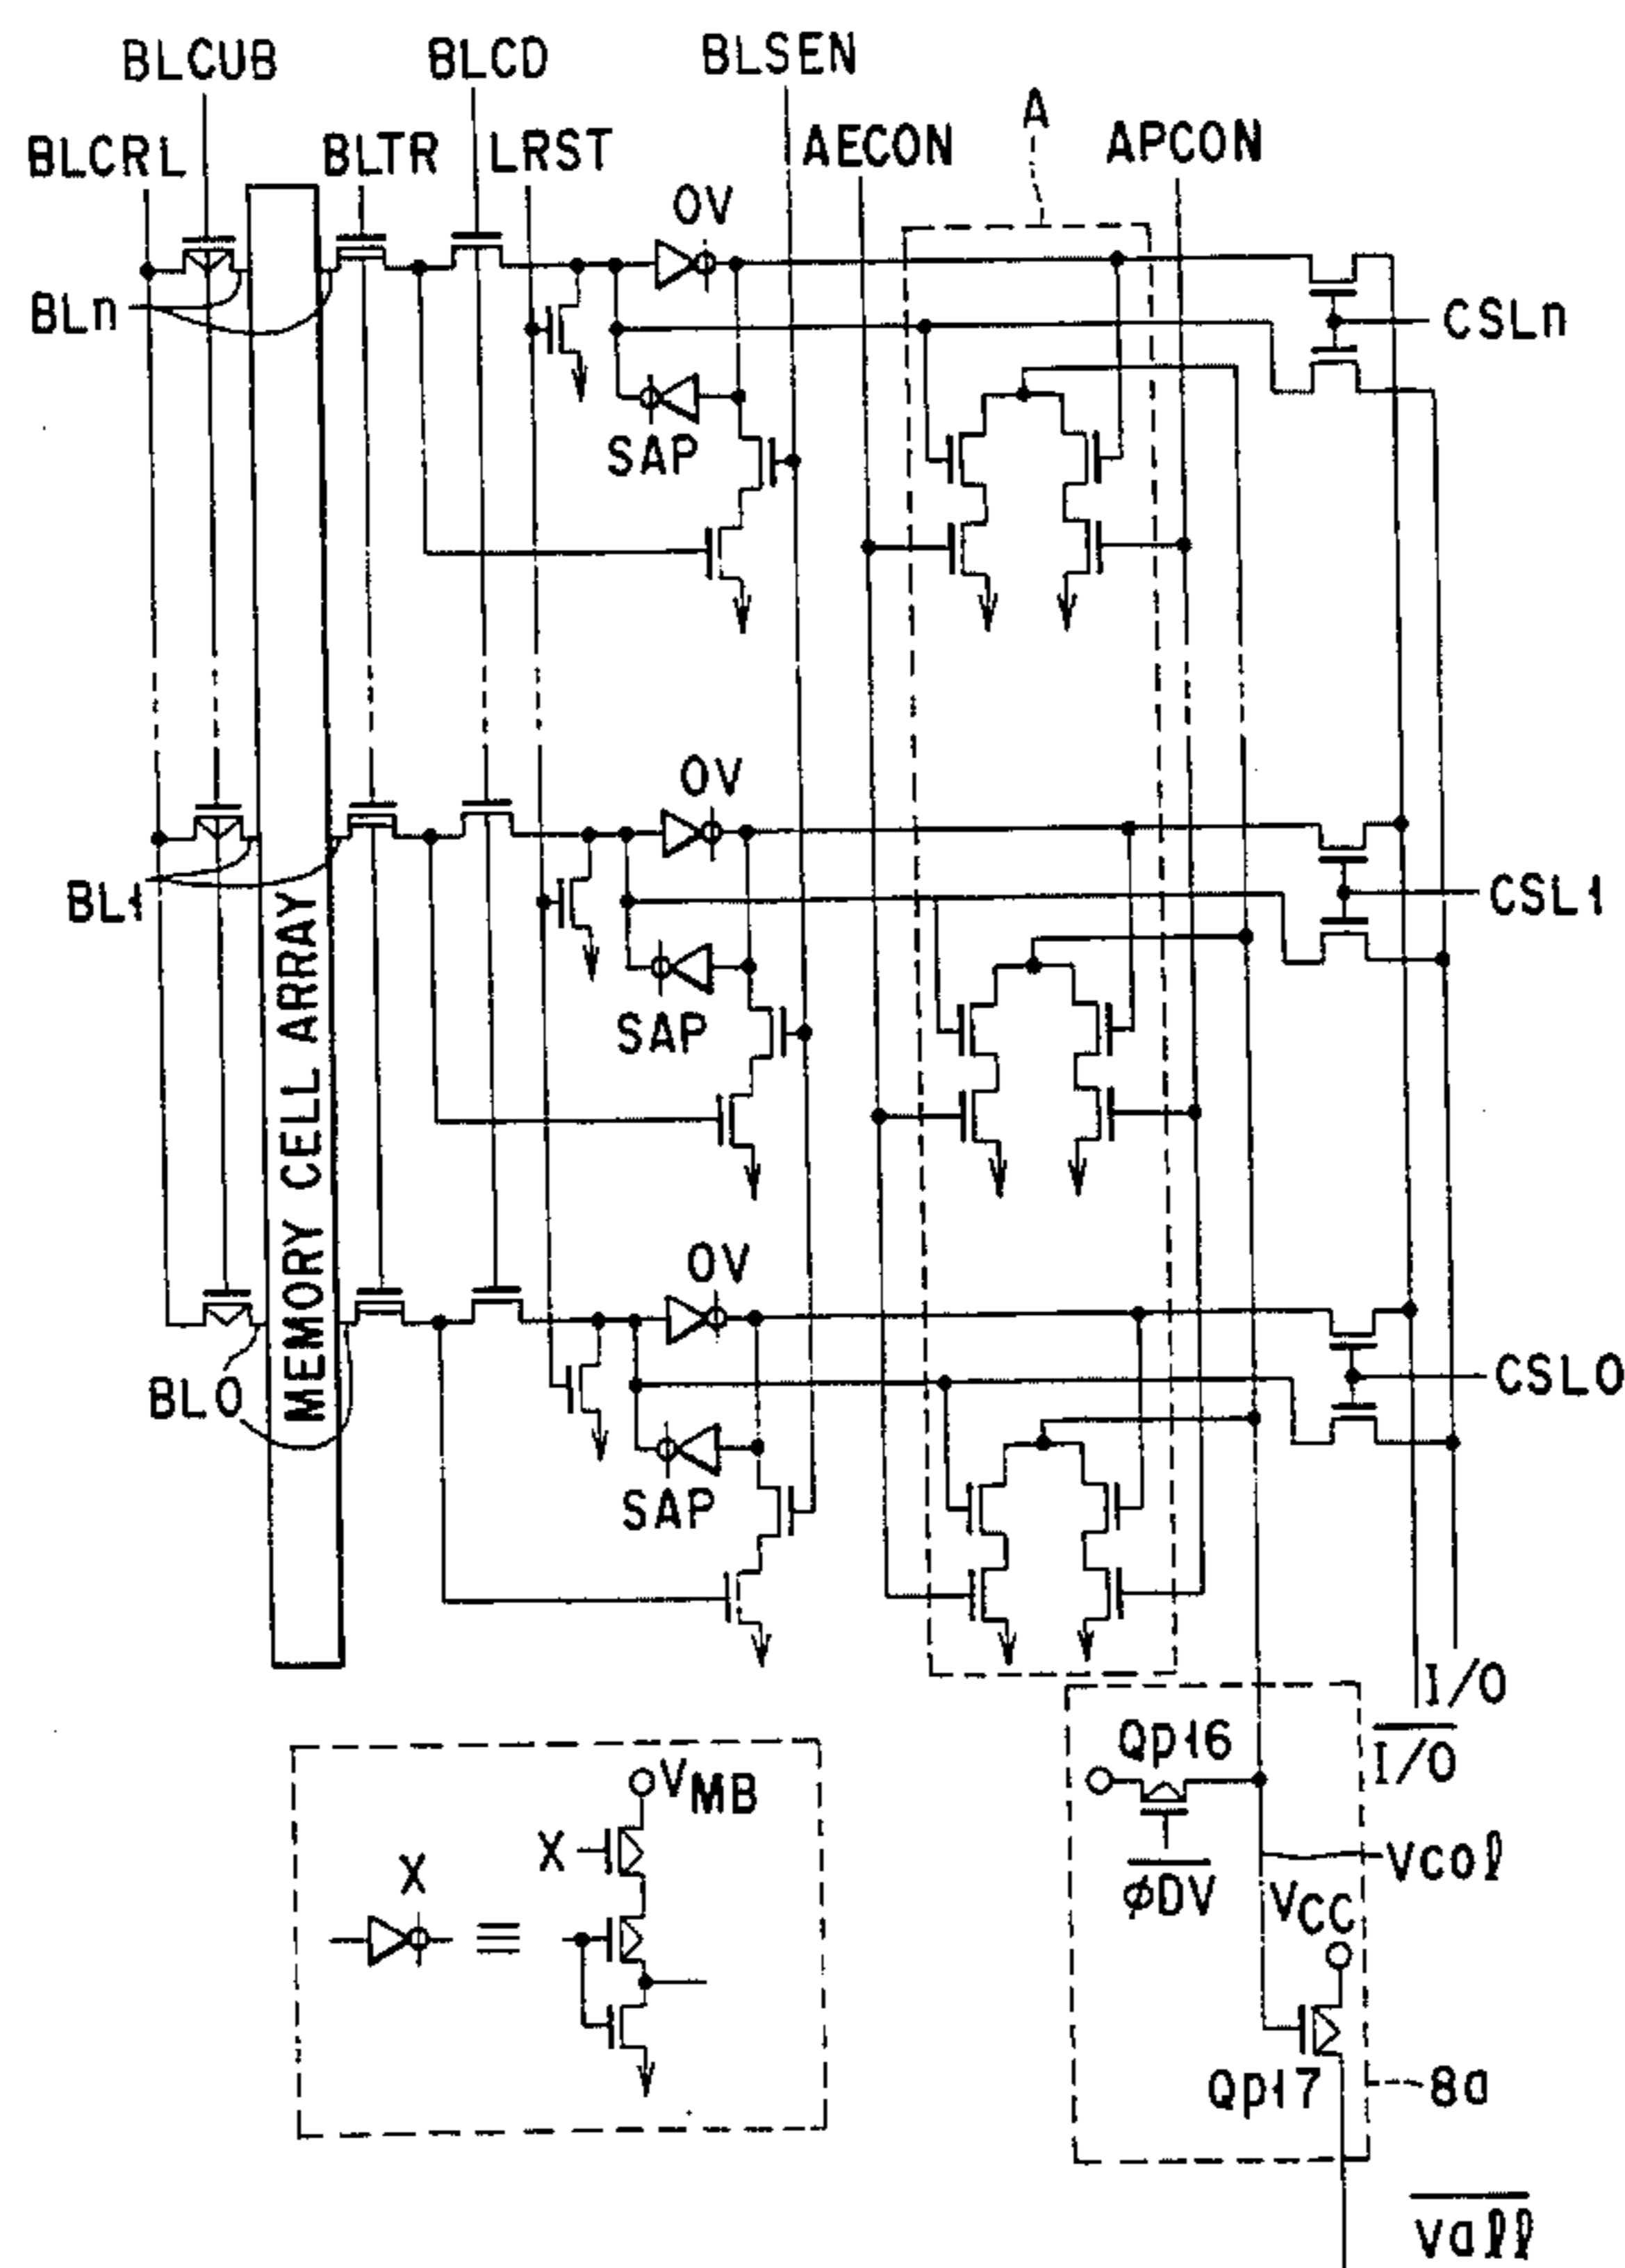 BLCUB
BLCD
BLSEN
BLCRL
BLTR
LRST
AECON
A
APCON
OV
BLn
CSLn
SAP
OV
BL1
CSL1
SAP
MEMORY CELL ARRAY
OV
BL0
CSL0
SAP
I/O
I/O
Qp16
VMB
X
X
Vcoℓ
φDV
VCC
Qp17
8a
Vaℓℓ